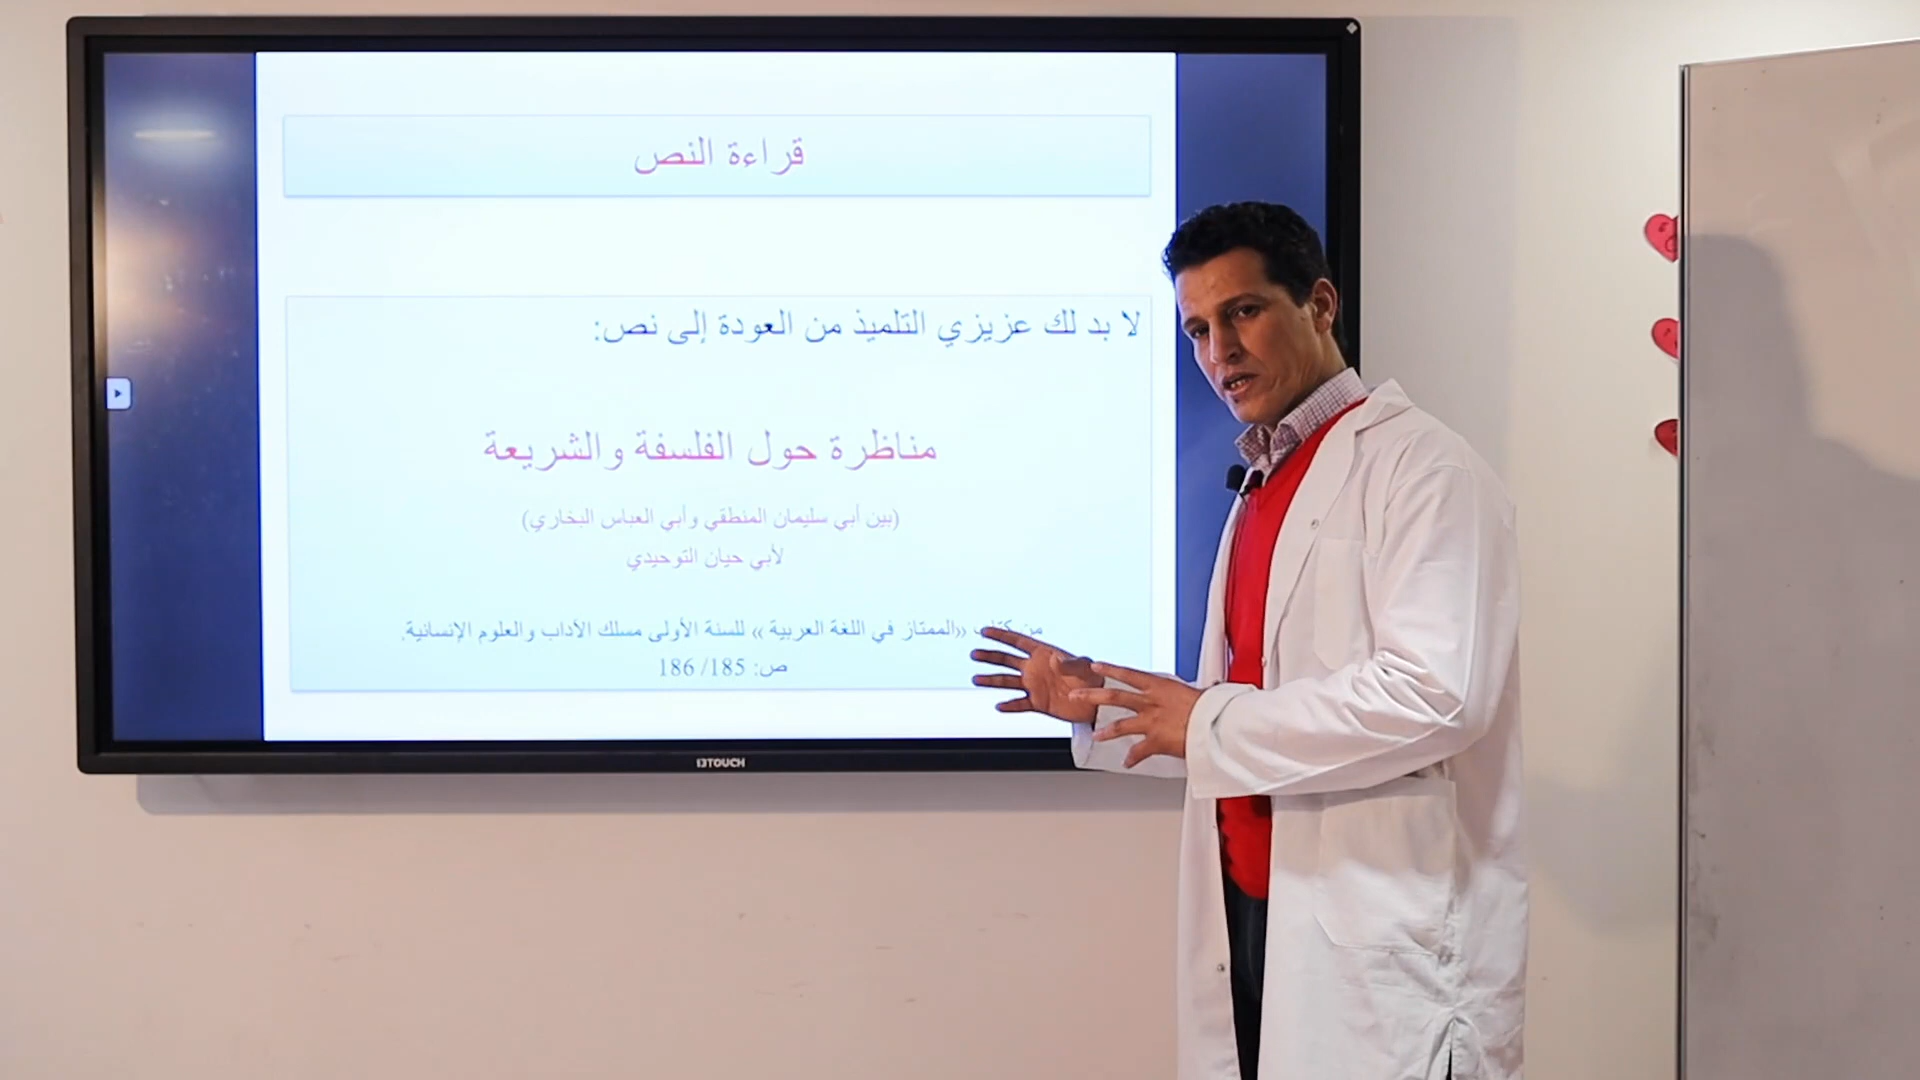 قراءة النص
لا بد لك عزيزي التلميذ من العودة إلى نص:
مناظرة حول الفلسفة والشريعة
(بين أبي سليمان المنطقي وأبي العباس البخاري)
لأبي حيان التوحيدي
من كتاب «الممتاز في اللغة العربية » للسنة الأولى مسلك الآداب والعلوم الإنسانية.
ص: 185/ 186
i3TOUCH